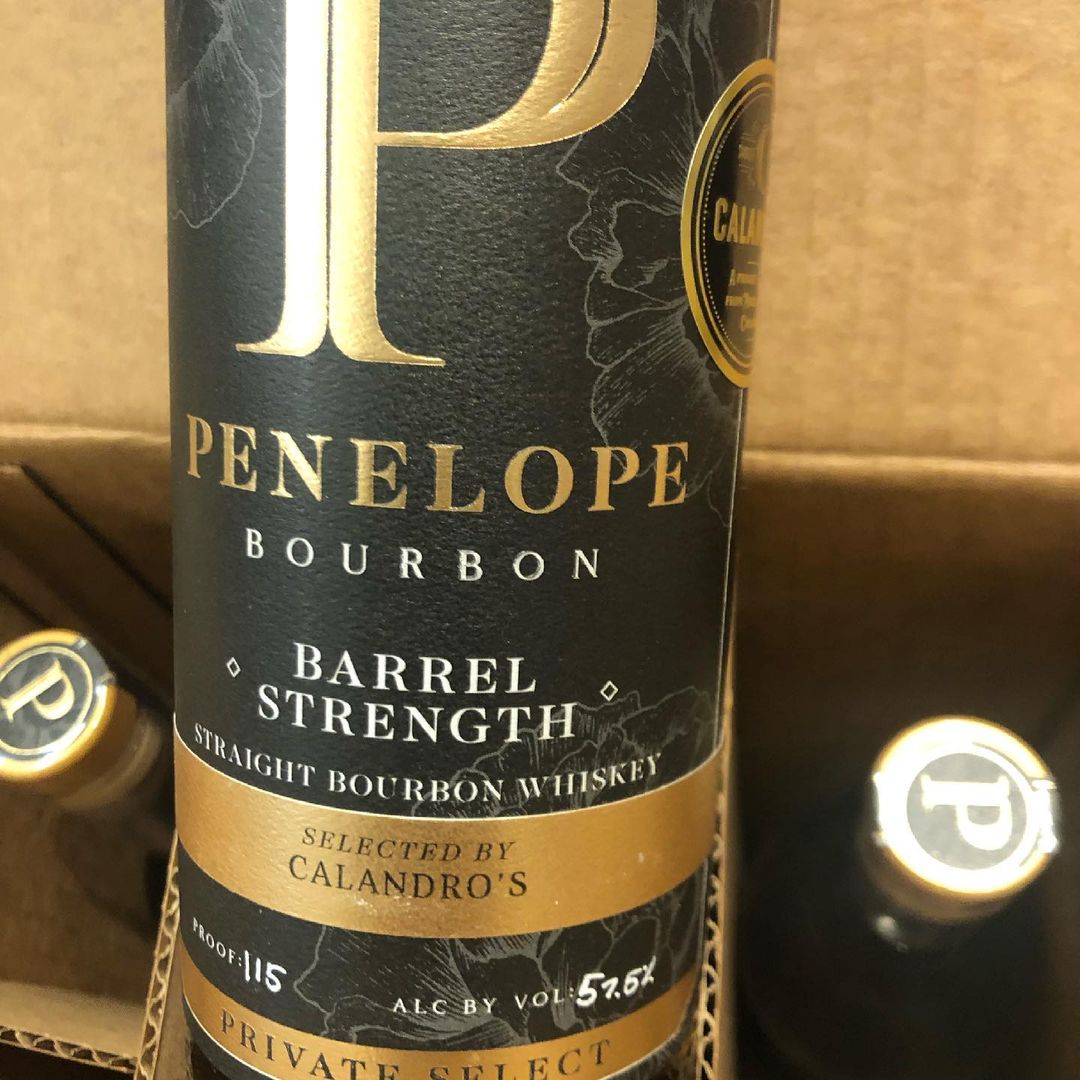 P
PENELOPE
BOURBON
BARREL
STRENGTH
STRAIGHT BOURBON WHISKEY
SELECTED BY
CALANDRO'S
PROOF: 115
ALC BY VOL: 57.5%
PRIVATE SELECT
P
P